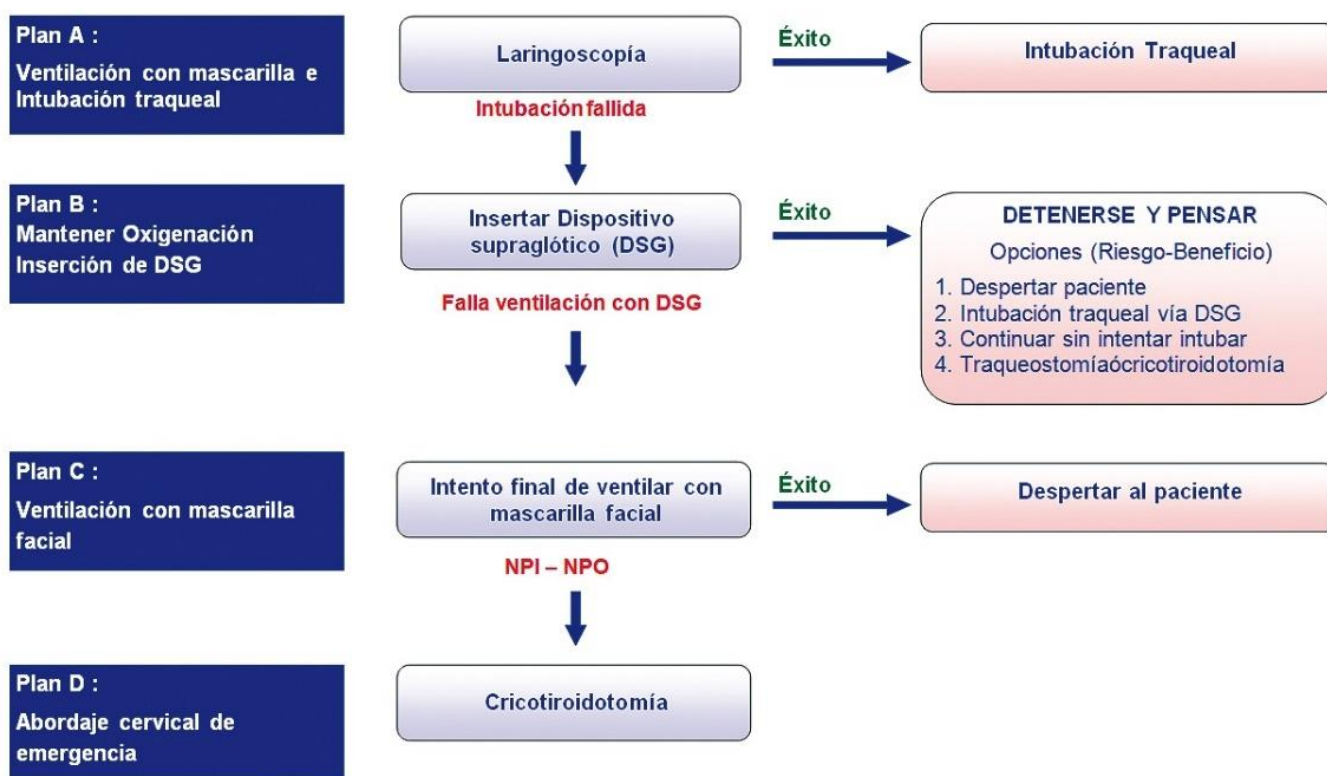 Plan A :
Ventilación con mascarilla e
Intubación traqueal
Laringoscopía
Éxito
Intubación Traqueal
Intubación fallida
Plan B :
Mantener Oxigenación
Inserción de DSG
Insertar Dispositivo
supraglótico (DSG)
Éxito
DETENERSE Y PENSAR
Opciones (Riesgo-Beneficio)
1. Despertar paciente
2. Intubación traqueal vía DSG
3. Continuar sin intentar intubar
4. Traqueostomíaócricotiroidotomía
Falla ventilación con DSG
Plan C :
Ventilación con mascarilla
facial
Intento final de ventilar con
mascarilla facial
Éxito
Despertar al paciente
NPI – NPO
Plan D :
Abordaje cervical de
emergencia
Cricotiroidotomía